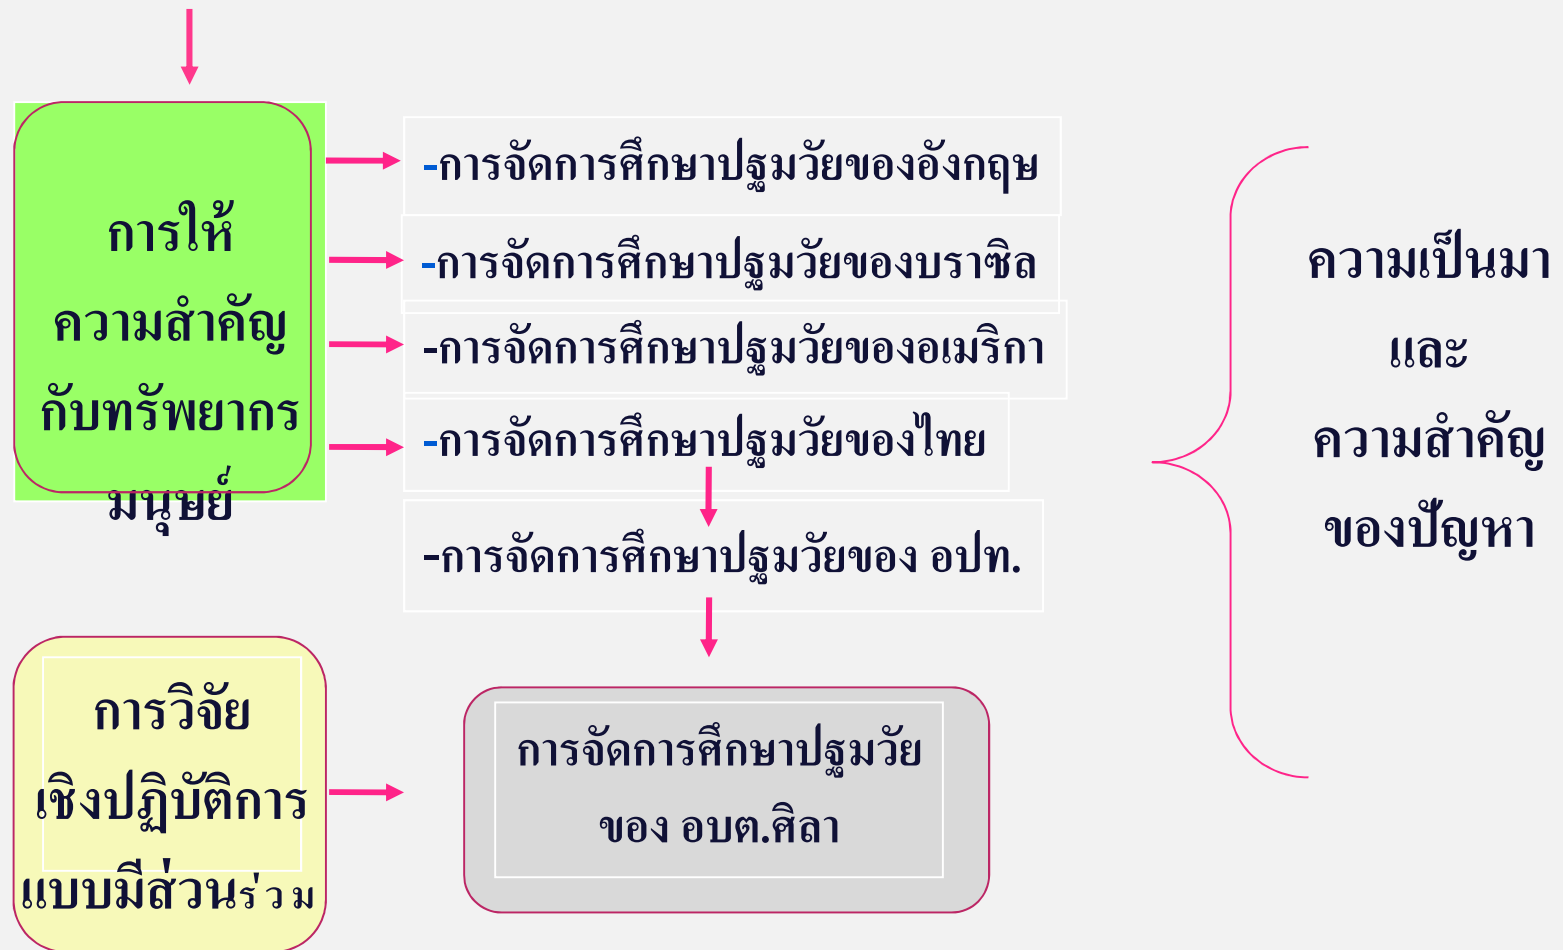 การให้
ความสำคัญ
กับทรัพยากร
มนุษย์
-การจัดการศึกษาปฐมวัยของอังกฤษ
-การจัดการศึกษาปฐมวัยของบราซิล
-การจัดการศึกษาปฐมวัยของอเมริกา
-การจัดการศึกษาปฐมวัยของไทย
-การจัดการศึกษาปฐมวัยของ อปท.
การวิจัย
เชิงปฏิบัติการ
แบบมีส่วนร่วม
การจัดการศึกษาปฐมวัย
ของ อบต.ศิลา
ความเป็นมา
และ
ความสำคัญ
ของปัญหา